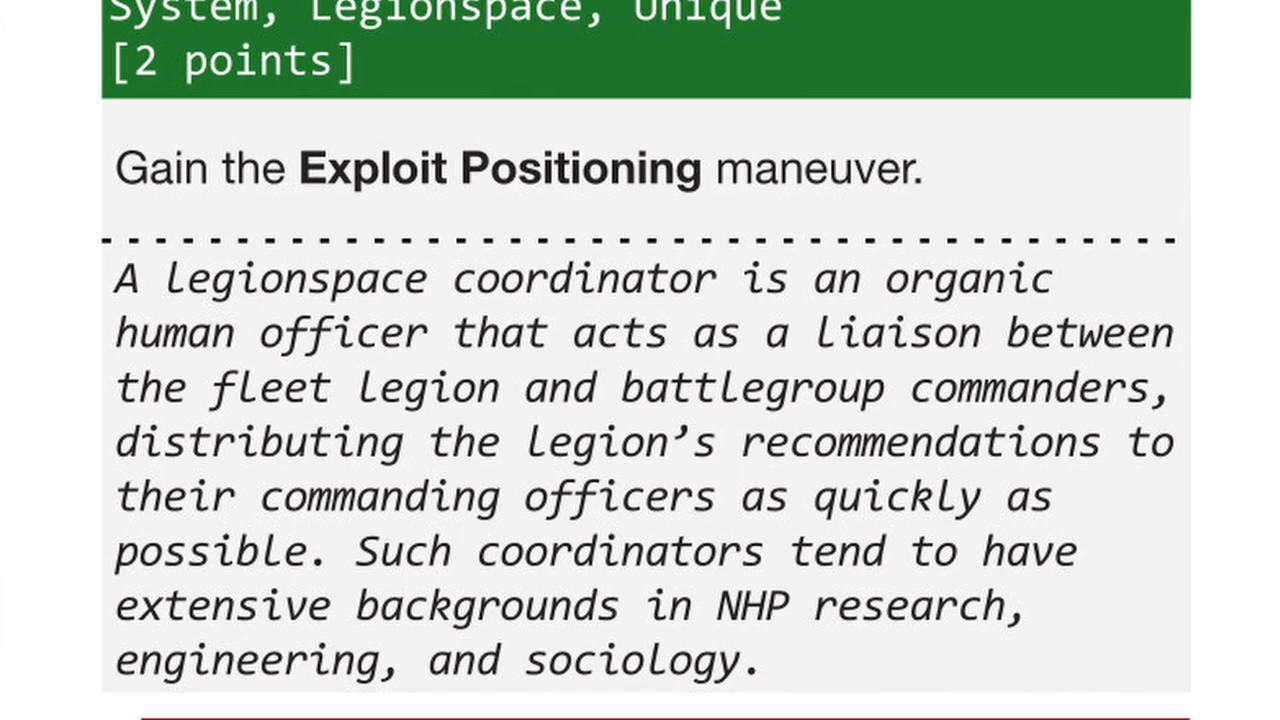 System, Legionspace, Unique
[2 points]
Gain the Exploit Positioning maneuver.
A legionspace coordinator is an organic
human officer that acts as a liaison between
the fleet legion and battlegroup commanders,
distributing the legion’s recommendations to
their commanding officers as quickly as
possible. Such coordinators tend to have
extensive backgrounds in NHP research,
engineering, and sociology.